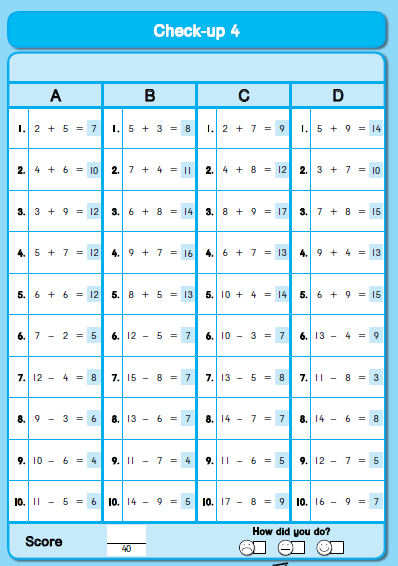 Check-up 4
A B C D
1. 2 + 5 = 7 1. 5 + 3 = 8 1. 2 + 7 = 9 1. 5 + 9 = 14
2. 4 + 6 = 10 2. 7 + 4 = 11 2. 4 + 8 = 12 2. 3 + 7 = 10
3. 3 + 9 = 12 3. 6 + 8 = 14 3. 8 + 9 = 17 3. 7 + 8 = 15
4. 5 + 7 = 12 4. 9 + 7 = 16 4. 6 + 7 = 13 4. 9 + 4 = 13
5. 6 + 6 = 12 5. 8 + 5 = 13 5. 10 + 4 = 14 5. 6 + 9 = 15
6. 7 − 2 = 5 6. 12 − 5 = 7 6. 10 − 3 = 7 6. 13 − 4 = 9
7. 12 − 4 = 8 7. 15 − 8 = 7 7. 13 − 5 = 8 7. 11 − 8 = 3
8. 9 − 3 = 6 8. 13 − 6 = 7 8. 14 − 7 = 7 8. 14 − 6 = 8
9. 10 − 6 = 4 9. 11 − 7 = 4 9. 11 − 6 = 5 9. 12 − 7 = 5
10. 11 − 5 = 6 10. 14 − 9 = 5 10. 17 − 8 = 9 10. 16 − 9 = 7
How did you do?
Score
40